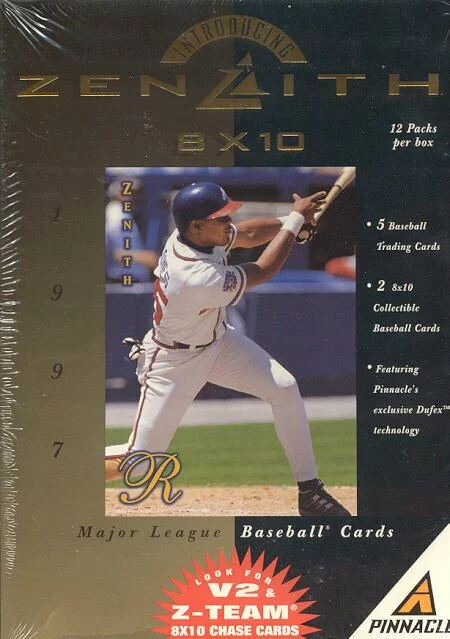 INTRODUCING
ZENITH
8 X 10
12 Packs
per box
ZENITH
1
9
9
7
• 5 Baseball
Trading Cards
• 2 8x10
Collectible
Baseball Cards
• Featuring
Pinnacle's
exclusive Dufex™
technology
R
Major League Baseball® Cards
LOOK FOR
V2 &
Z-TEAM®
8X10 CHASE CARDS
PINNACLE